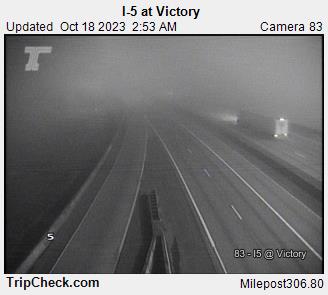 I-5 at Victory
Updated Oct 18 2023 2:53 AM Camera 83
T
5
83 - I5 @ Victory
TripCheck.com Milepost306.80